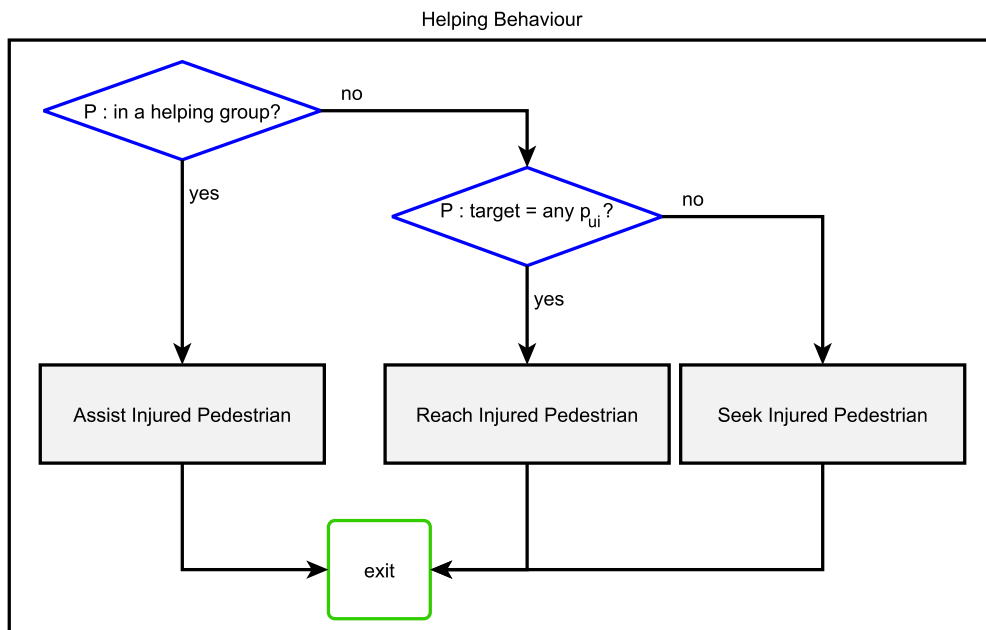 Helping Behaviour
P : in a helping group?
no
yes
P : target = any p_ui?
no
yes
Assist Injured Pedestrian
Reach Injured Pedestrian
Seek Injured Pedestrian
exit